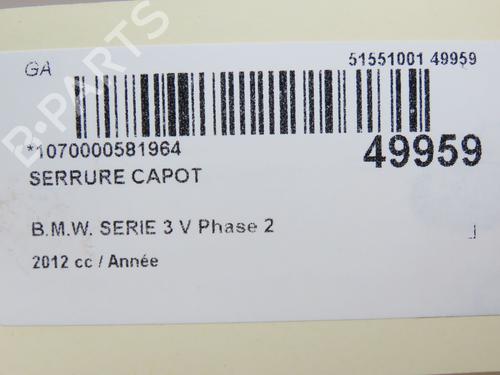 GA
51551001 49959
*1070000581964
49959
SERRURE CAPOT
B.M.W. SERIE 3 V Phase 2
2012 cc / Année
B-PARTS